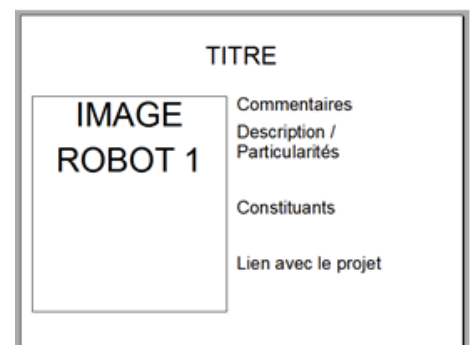 TITRE
IMAGE
ROBOT 1
Commentaires
Description /
Particularités
Constituants
Lien avec le projet